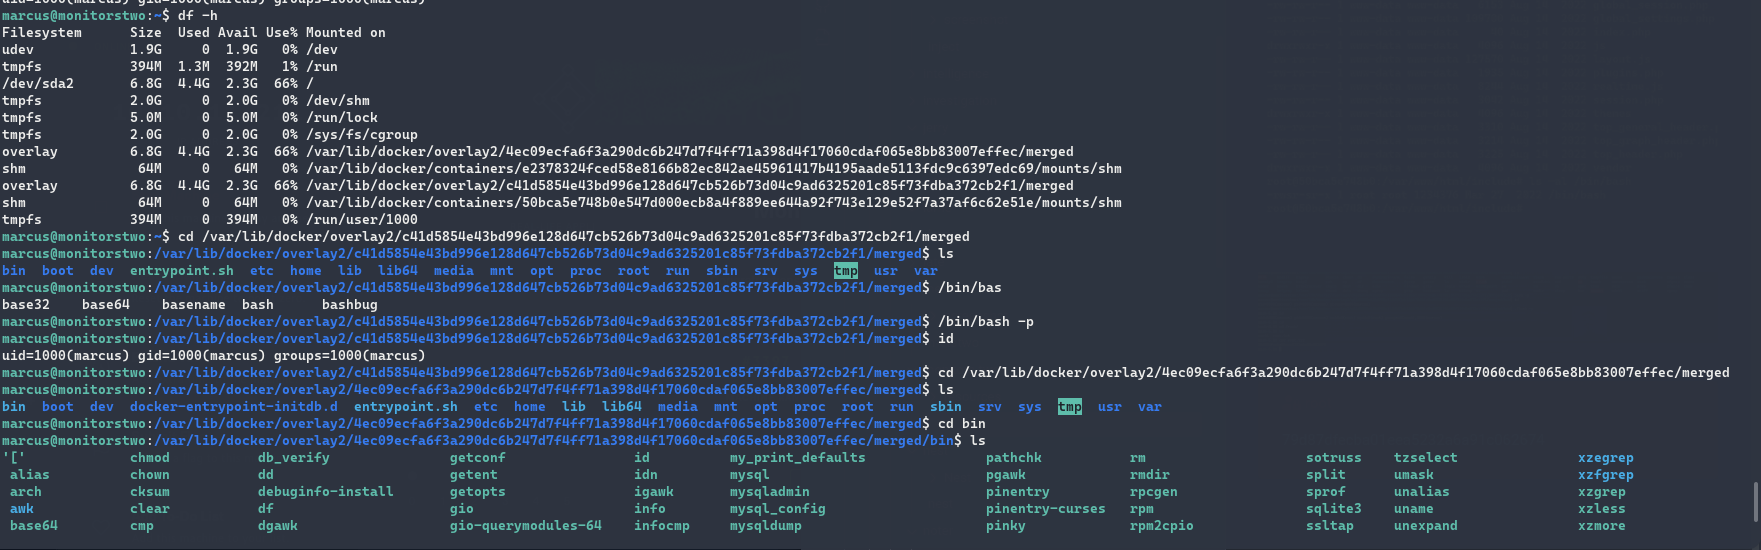 uid=1000(marcus) gid=1000(marcus) groups=1000(marcus)
marcus@monitorstwo:~$ df -h
Filesystem      Size  Used Avail Use% Mounted on
udev            1.9G     0  1.9G   0% /dev
tmpfs           394M  1.3M  392M   1% /run
/dev/sda2       6.8G  4.4G  2.3G  66% /
tmpfs           2.0G     0  2.0G   0% /dev/shm
tmpfs           5.0M     0  5.0M   0% /run/lock
tmpfs           2.0G     0  2.0G   0% /sys/fs/cgroup
overlay         6.8G  4.4G  2.3G  66% /var/lib/docker/overlay2/4ec09ecfa6f3a290dc6b247d7f4ff71a398d4f17060cdaf065e8bb83007effec/merged
shm              64M     0   64M   0% /var/lib/docker/containers/e2378324fced58e8166b82ec842ae45961417b4195aade5113fdc9c6397edc69/mounts/shm
overlay         6.8G  4.4G  2.3G  66% /var/lib/docker/overlay2/c41d5854e43bd996e128d647cb526b73d04c9ad6325201c85f73fdba372cb2f1/merged
shm              64M     0   64M   0% /var/lib/docker/containers/50bca5e748b0e547d000ecb8a4f889ee644a92f743e129e52f7a37af6c62e51e/mounts/shm
tmpfs           394M     0  394M   0% /run/user/1000
marcus@monitorstwo:~$ cd /var/lib/docker/overlay2/c41d5854e43bd996e128d647cb526b73d04c9ad6325201c85f73fdba372cb2f1/merged
marcus@monitorstwo:/var/lib/docker/overlay2/c41d5854e43bd996e128d647cb526b73d04c9ad6325201c85f73fdba372cb2f1/merged$ ls
bin  boot  dev  entrypoint.sh  etc  home  lib  lib64  media  mnt  opt  proc  root  run  sbin  srv  sys  tmp  usr  var
marcus@monitorstwo:/var/lib/docker/overlay2/c41d5854e43bd996e128d647cb526b73d04c9ad6325201c85f73fdba372cb2f1/merged$ /bin/bas
base32    base64    basename  bash      bashbug
marcus@monitorstwo:/var/lib/docker/overlay2/c41d5854e43bd996e128d647cb526b73d04c9ad6325201c85f73fdba372cb2f1/merged$ /bin/bash -p
marcus@monitorstwo:/var/lib/docker/overlay2/c41d5854e43bd996e128d647cb526b73d04c9ad6325201c85f73fdba372cb2f1/merged$ id
uid=1000(marcus) gid=1000(marcus) groups=1000(marcus)
marcus@monitorstwo:/var/lib/docker/overlay2/c41d5854e43bd996e128d647cb526b73d04c9ad6325201c85f73fdba372cb2f1/merged$ cd /var/lib/docker/overlay2/4ec09ecfa6f3a290dc6b247d7f4ff71a398d4f17060cdaf065e8bb83007effec/merged
marcus@monitorstwo:/var/lib/docker/overlay2/4ec09ecfa6f3a290dc6b247d7f4ff71a398d4f17060cdaf065e8bb83007effec/merged$ ls
bin  boot  dev  docker-entrypoint-initdb.d  entrypoint.sh  etc  home  lib  lib64  media  mnt  opt  proc  root  run  sbin  srv  sys  tmp  usr  var
marcus@monitorstwo:/var/lib/docker/overlay2/4ec09ecfa6f3a290dc6b247d7f4ff71a398d4f17060cdaf065e8bb83007effec/merged$ cd bin
marcus@monitorstwo:/var/lib/docker/overlay2/4ec09ecfa6f3a290dc6b247d7f4ff71a398d4f17060cdaf065e8bb83007effec/merged/bin$ ls
'['  chmod  db_verify  getconf  id  my_print_defaults  pathchk  rm  sotruss  tzselect  xzegrep
alias  chown  dd  getent  idn  mysql  pgawk  rmdir  split  umask  xzfgrep
arch  cksum  debuginfo-install  getopts  igawk  mysqladmin  pinentry  rpcgen  sprof  unalias  xzgrep
awk  clear  df  gio  info  mysql_config  pinentry-curses  rpm  sqlite3  uname  xzless
base64  cmp  dgawk  gio-querymodules-64  infocmp  mysqldump  pinky  rpm2cpio  ssltap  unexpand  xzmore